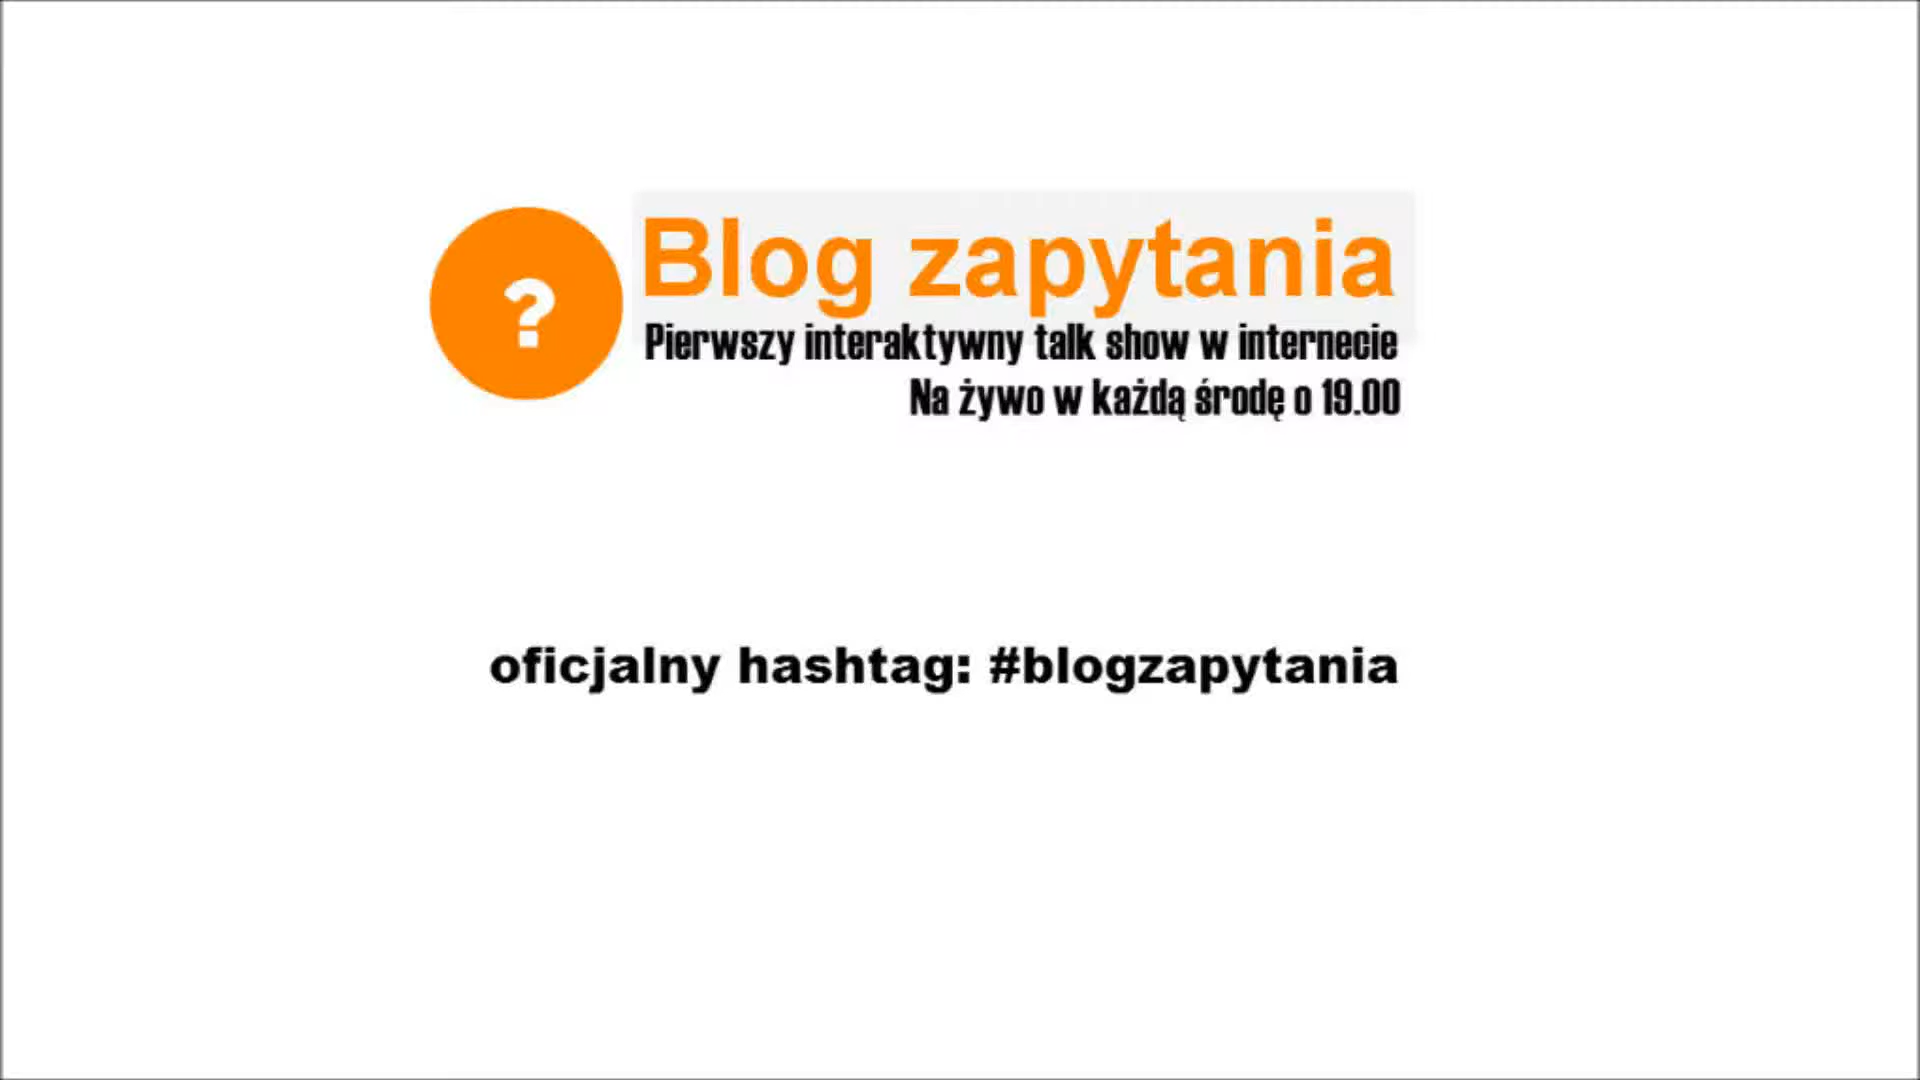 ?
Blog zapytania
Pierwszy interaktywny talk show w internecie
Na żywo w każdą środę o 19.00
oficjalny hashtag: #blogzapytania